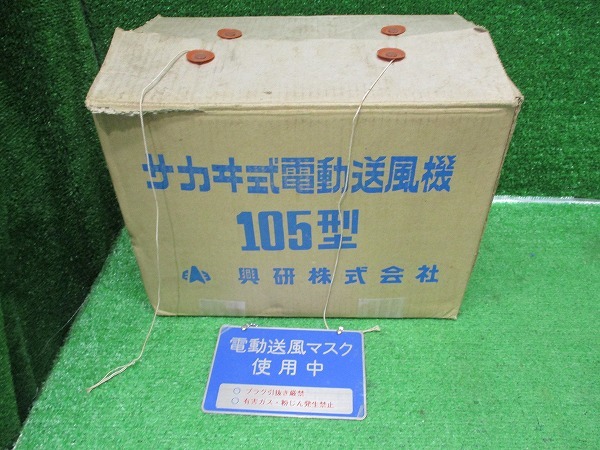 サカヰ式電動送風機
105型
興研株式会社
電動送風マスク
使用中
○プラグ引抜き厳禁
○有害ガス・粉じん発生禁止